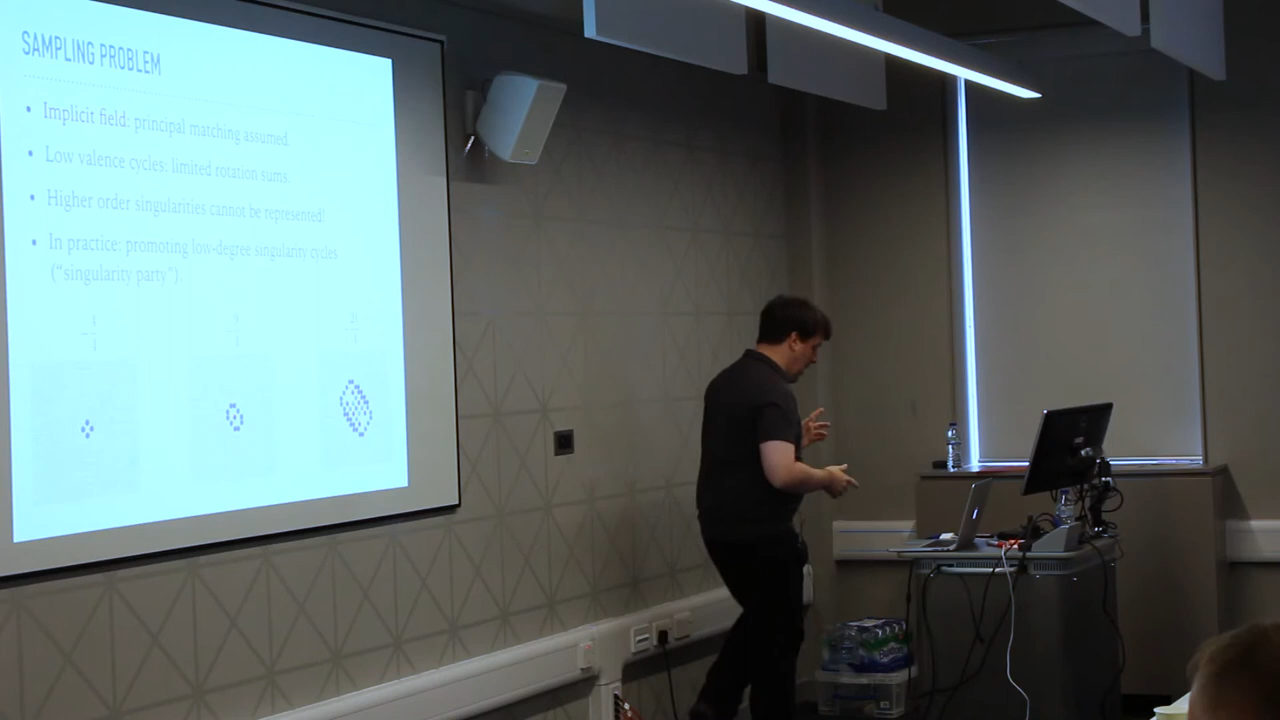 SAMPLING PROBLEM
• Implicit field: principal matching assumed.
• Low valence cycles: limited rotation sums.
• Higher order singularities cannot be represented!
• In practice: promoting low-degree singularity cycles
("singularity party").